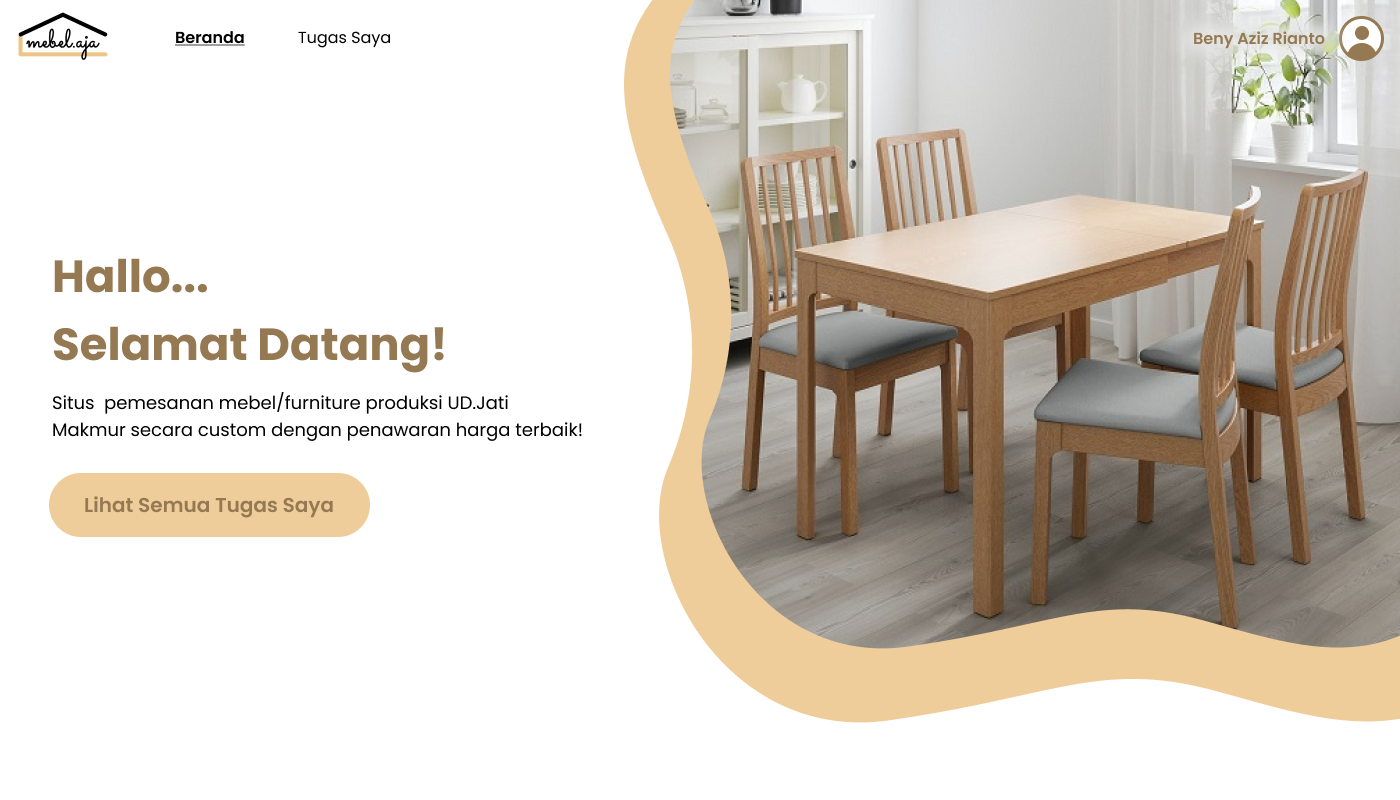 mebel.aja
Beranda
Tugas Saya
Beny Aziz Rianto
Hallo...
Selamat Datang!
Situs  pemesanan mebel/furniture produksi UD.Jati
Makmur secara custom dengan penawaran harga terbaik!
Lihat Semua Tugas Saya